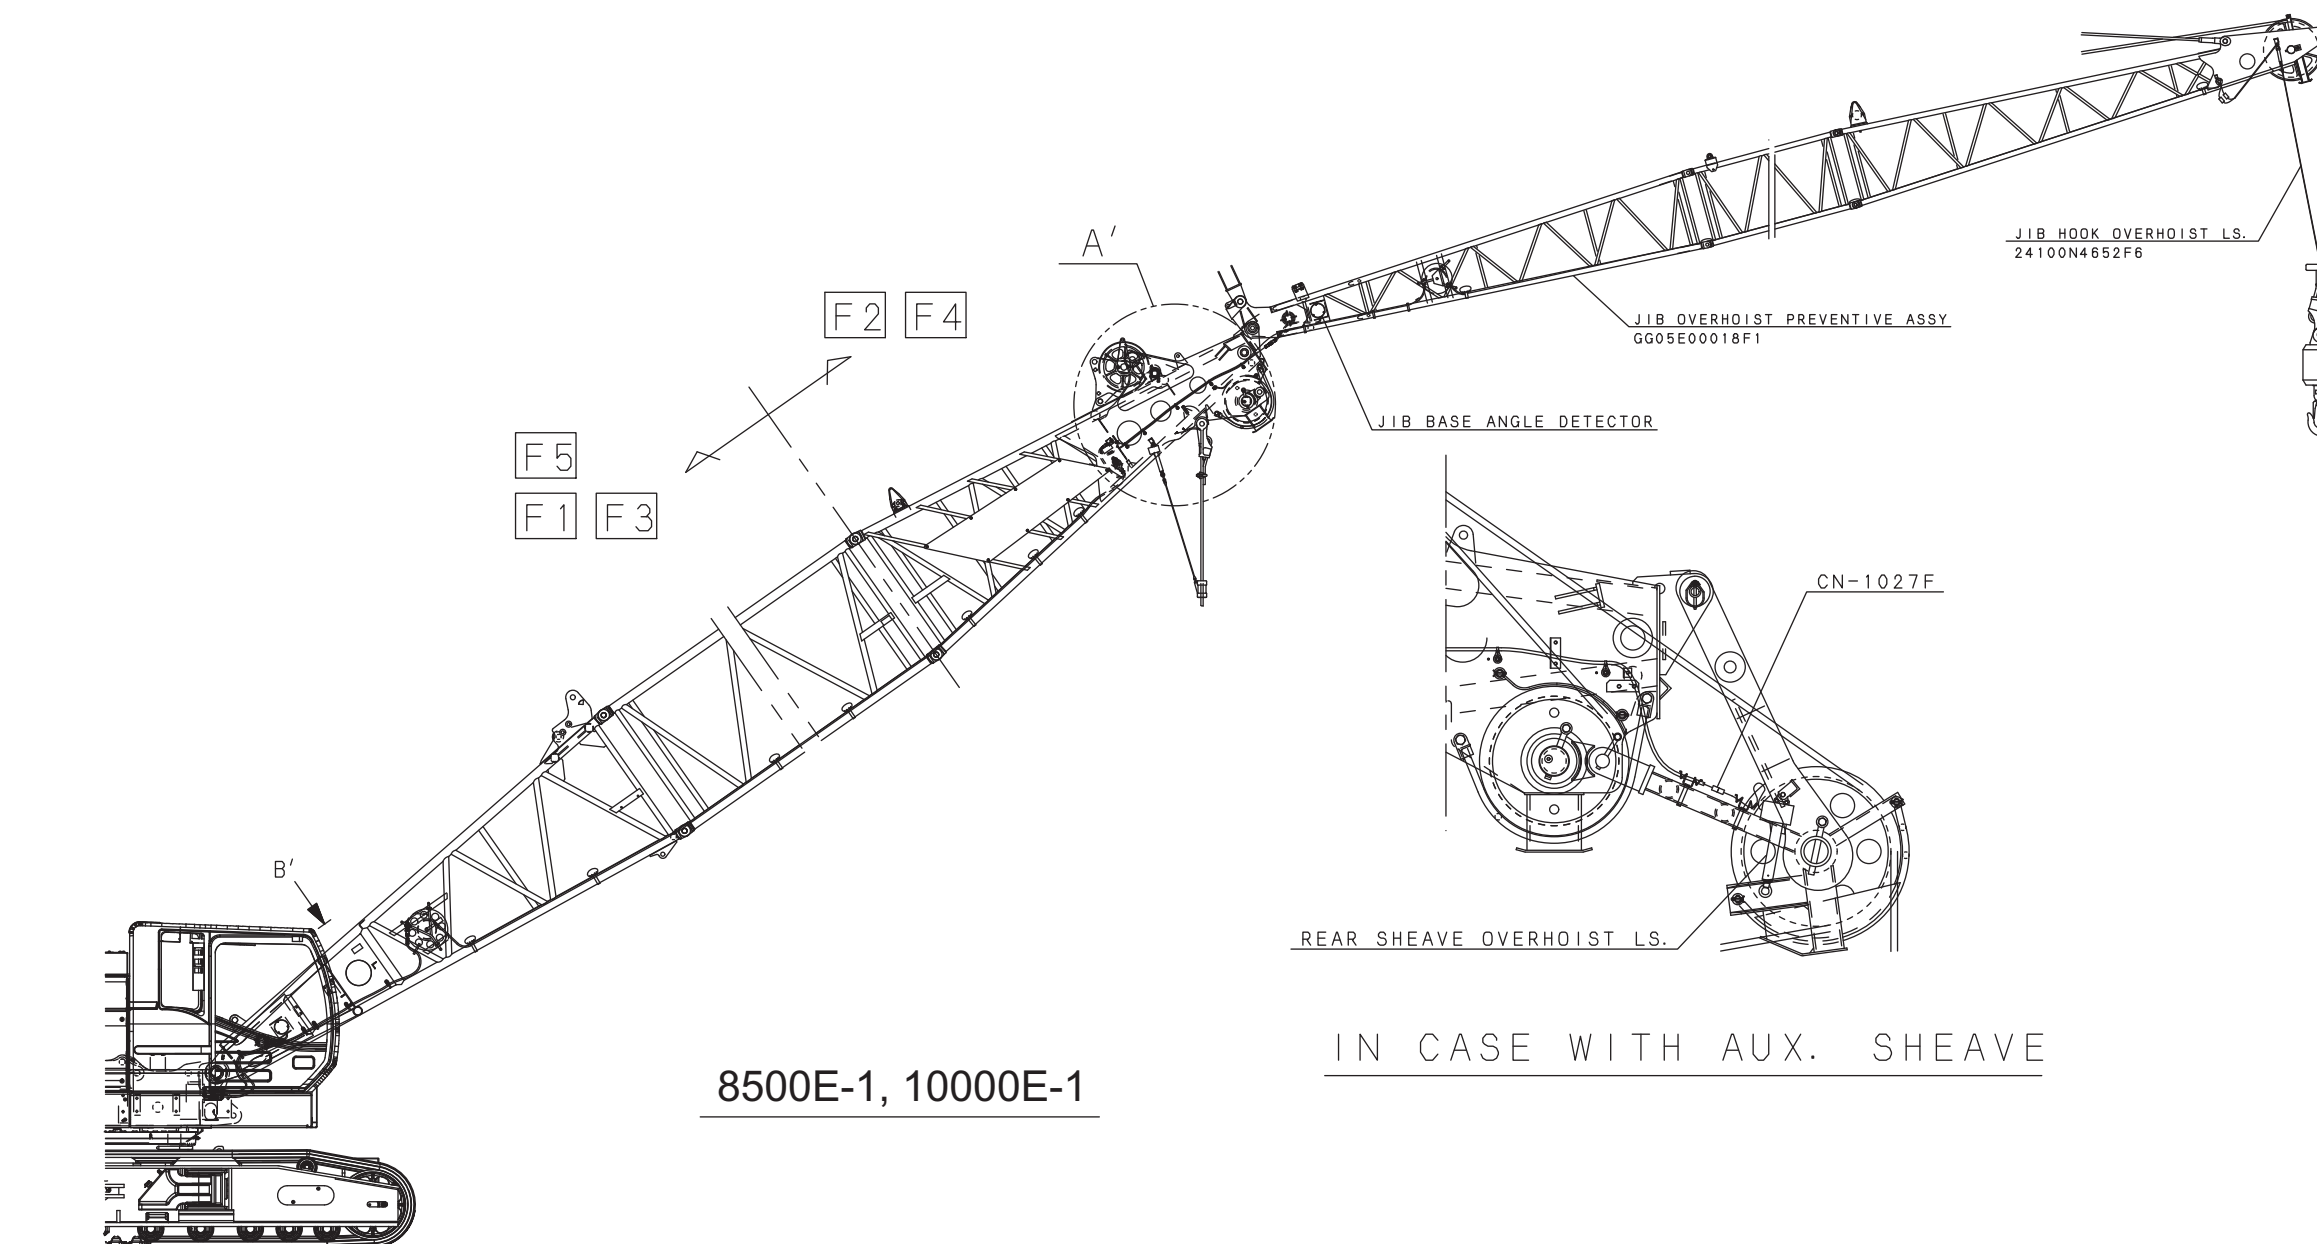 JIB HOOK OVERHOIST LS.
24100N4652F6
A'
F2 F4
JIB OVERHOIST PREVENTIVE ASSY
GG05E00018F1
JIB BASE ANGLE DETECTOR
F5
F1 F3
CN-1027F
B'
REAR SHEAVE OVERHOIST LS.
IN CASE WITH AUX. SHEAVE
8500E-1, 10000E-1